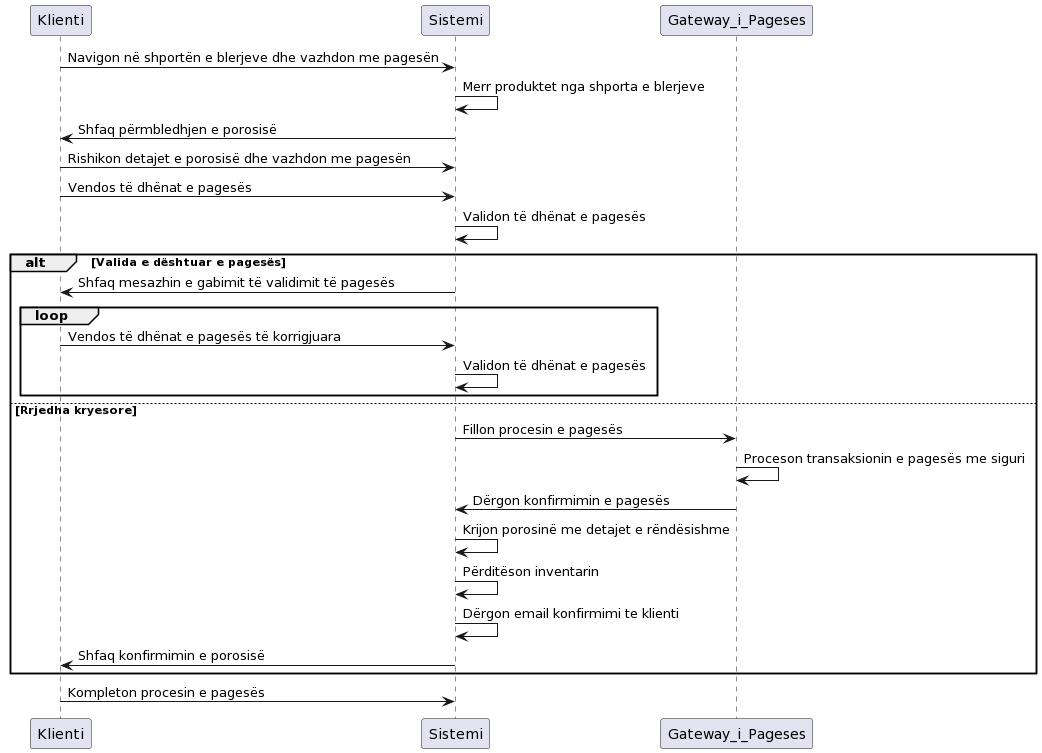 Klienti Sistemi Gateway_i_Pageses
Navigon në shportën e blerjeve dhe vazhdon me pagesën
Merr produktet nga shporta e blerjeve
Shfaq përmbledhjen e porosisë
Rishikon detajet e porosisë dhe vazhdon me pagesën
Vendos të dhënat e pagesës
Validon të dhënat e pagesës
alt [Valida e dështuar e pagesës]
Shfaq mesazhin e gabimit të validimit të pagesës
loop
Vendos të dhënat e pagesës të korrigjuara
Validon të dhënat e pagesës
[Rrjedha kryesore]
Fillon procesin e pagesës
Proceson transaksionin e pagesës me siguri
Dërgon konfirmimin e pagesës
Krijon porosinë me detajet e rëndësishme
Përditëson inventarin
Dërgon email konfirmimi te klienti
Shfaq konfirmimin e porosisë
Kompleton procesin e pagesës
Klienti Sistemi Gateway_i_Pageses